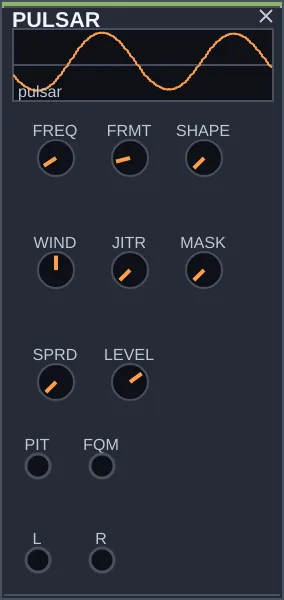 PULSAR
pulsar
FREQ FRMT SHAPE
WIND JITR MASK
SPRD LEVEL
PIT FQM
L R